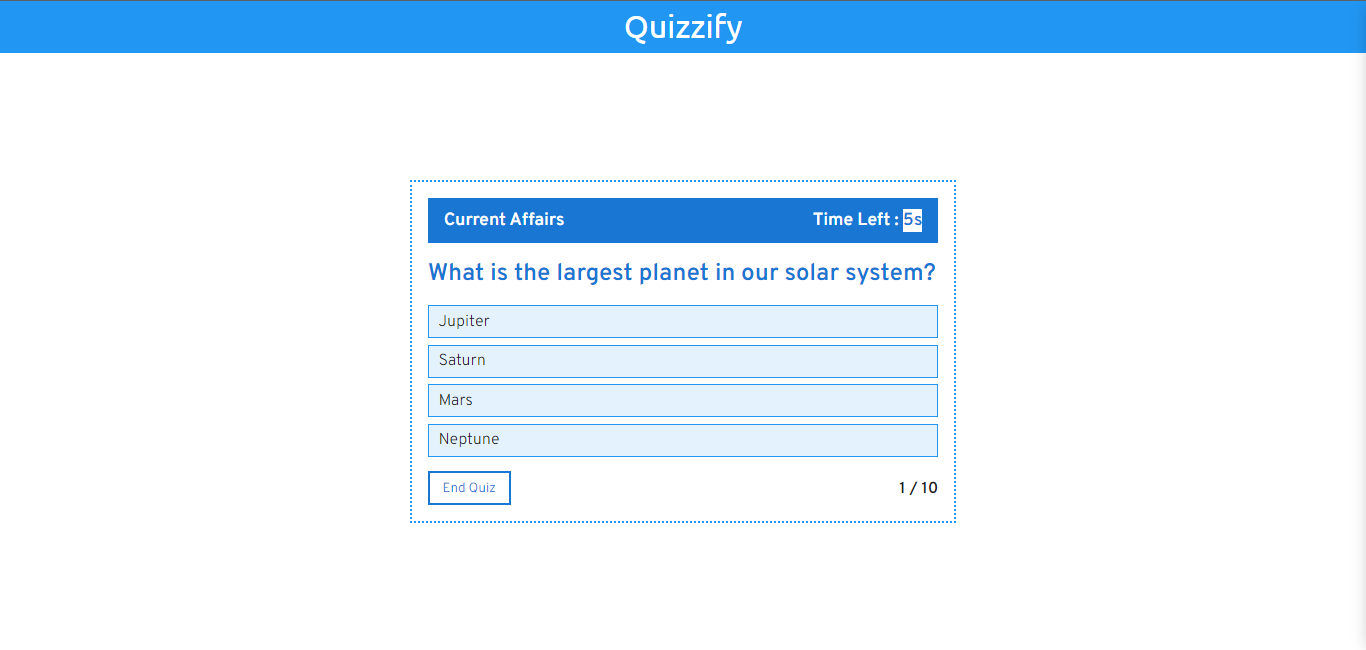 Quizzify
Current Affairs Time Left : 5s
What is the largest planet in our solar system?
Jupiter
Saturn
Mars
Neptune
End Quiz 1 / 10